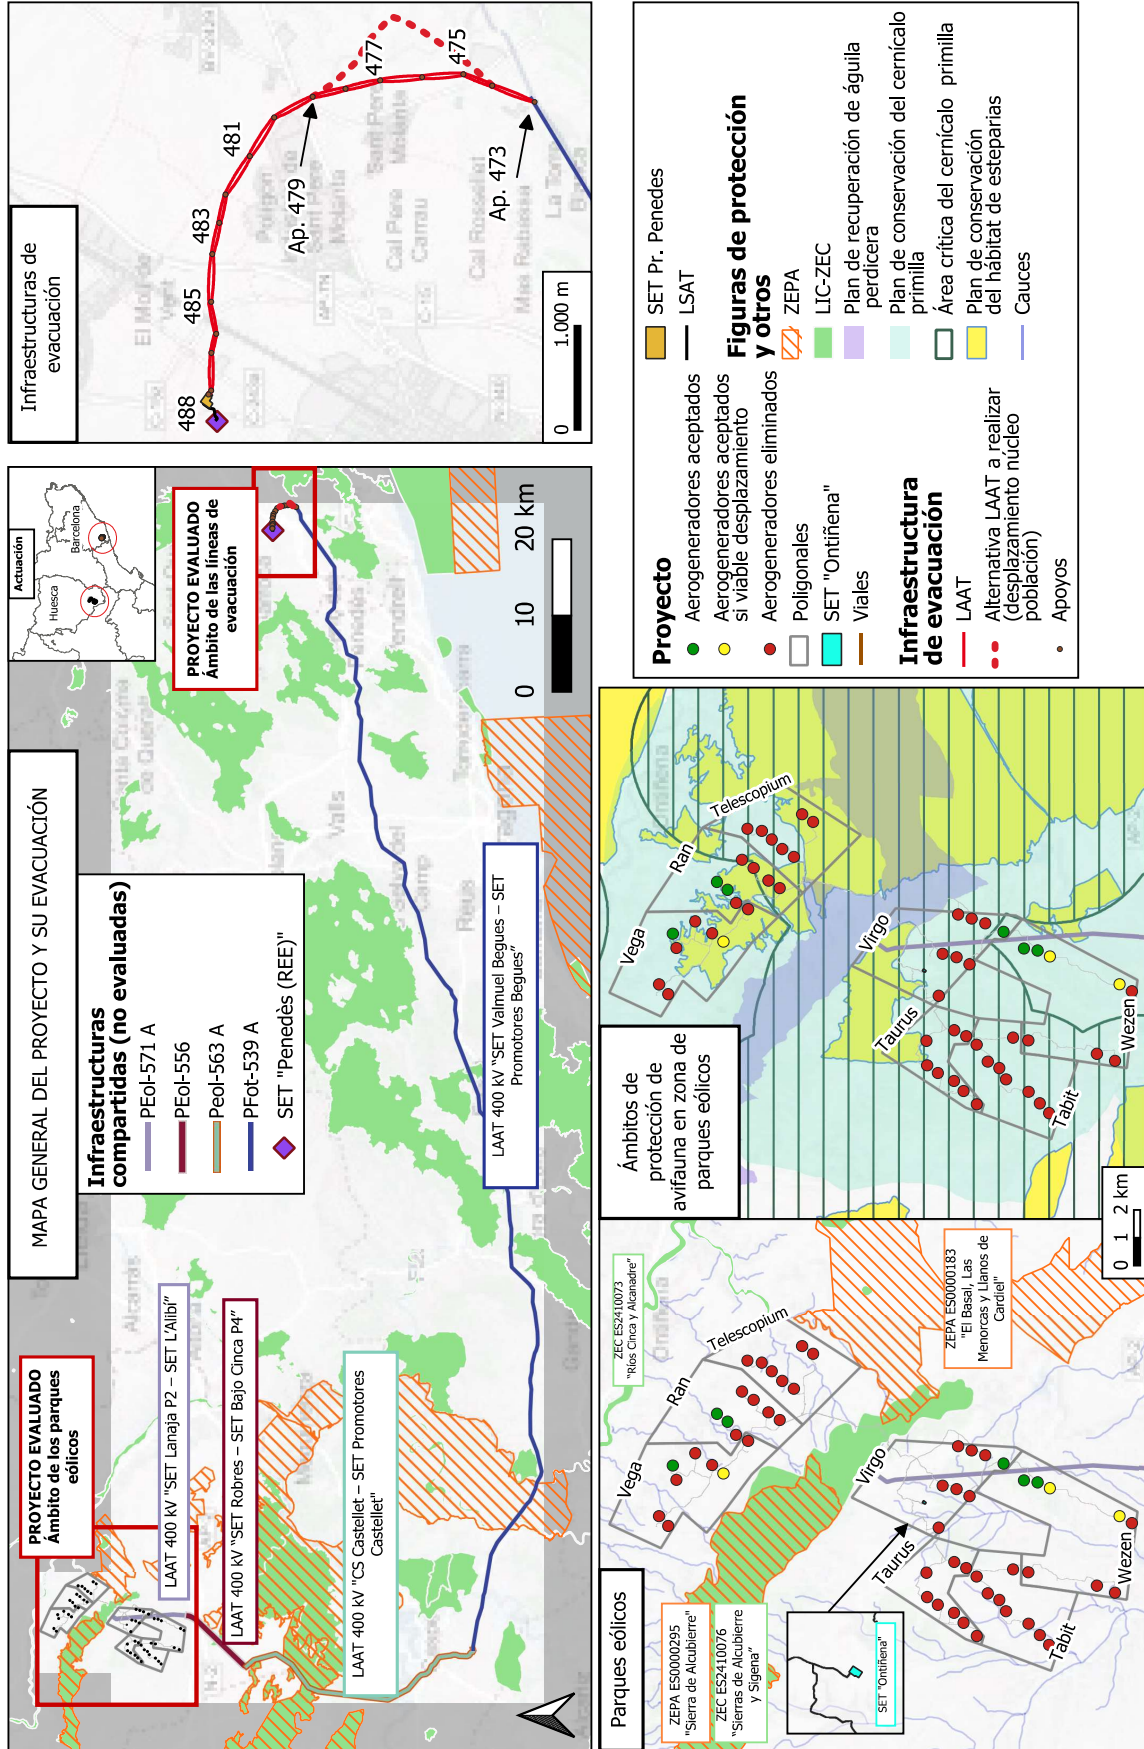 MAPA GENERAL DEL PROYECTO Y SU EVACUACIÓN
PROYECTO EVALUADO
Ámbito de los parques
eólicos
LAAT 400 kV "SET Lanaja P2 – SET L'Alibí"
LAAT 400 kV "SET Robres – SET Bajo Cinca P4"
LAAT 400 kV "CS Castellet – SET Promotores
Castellet"
Infraestructuras
compartidas (no evaluadas)
PEol-571 A
PEol-556
Peol-563 A
PFot-539 A
SET "Penedès (REE)"
LAAT 400 kV "SET Valmuel Begues – SET
Promotores Begues"
PROYECTO EVALUADO
Ámbito de las líneas de
evacuación
Actuación
Huesca
Barcelona
0 10 20 km
Valls
Reus
Infraestructuras de
evacuación
488
485
483
481
Ap. 479
477
475
Ap. 473
0 1.000 m
Parques eólicos
ZEPA ES0000295
"Sierra de Alcubierre"
ZEC ES2410076
"Sierras de Alcubierre
y Sigena"
SET "Ontiñena"
ZEC ES2410073
"Ríos Cinca y Alcanadre"
ZEPA ES0000183
"El Basal, Las
Menorcas y Llanos de
Cardiel"
Vega
Ran
Telescopium
Virgo
Taurus
Tabit
Wezen
0 1 2 km
Ámbitos de
protección de
avifauna en zona de
parques eólicos
Vega
Ran
Telescopium
Virgo
Taurus
Tabit
Wezen
Proyecto
Aerogeneradores aceptados
Aerogeneradores aceptados
si viable desplazamiento
Aerogeneradores eliminados
Poligonales
SET "Ontiñena"
Viales
Infraestructura
de evacuación
LAAT
Alternativa LAAT a realizar
(desplazamiento núcleo
población)
Apoyos
SET Pr. Penedes
LSAT
Figuras de protección
y otros
ZEPA
LIC-ZEC
Plan de recuperación de águila
perdicera
Plan de conservación del cernícalo
primilla
Área crítica del cernícalo primilla
Plan de conservación
del hábitat de esteparias
Cauces